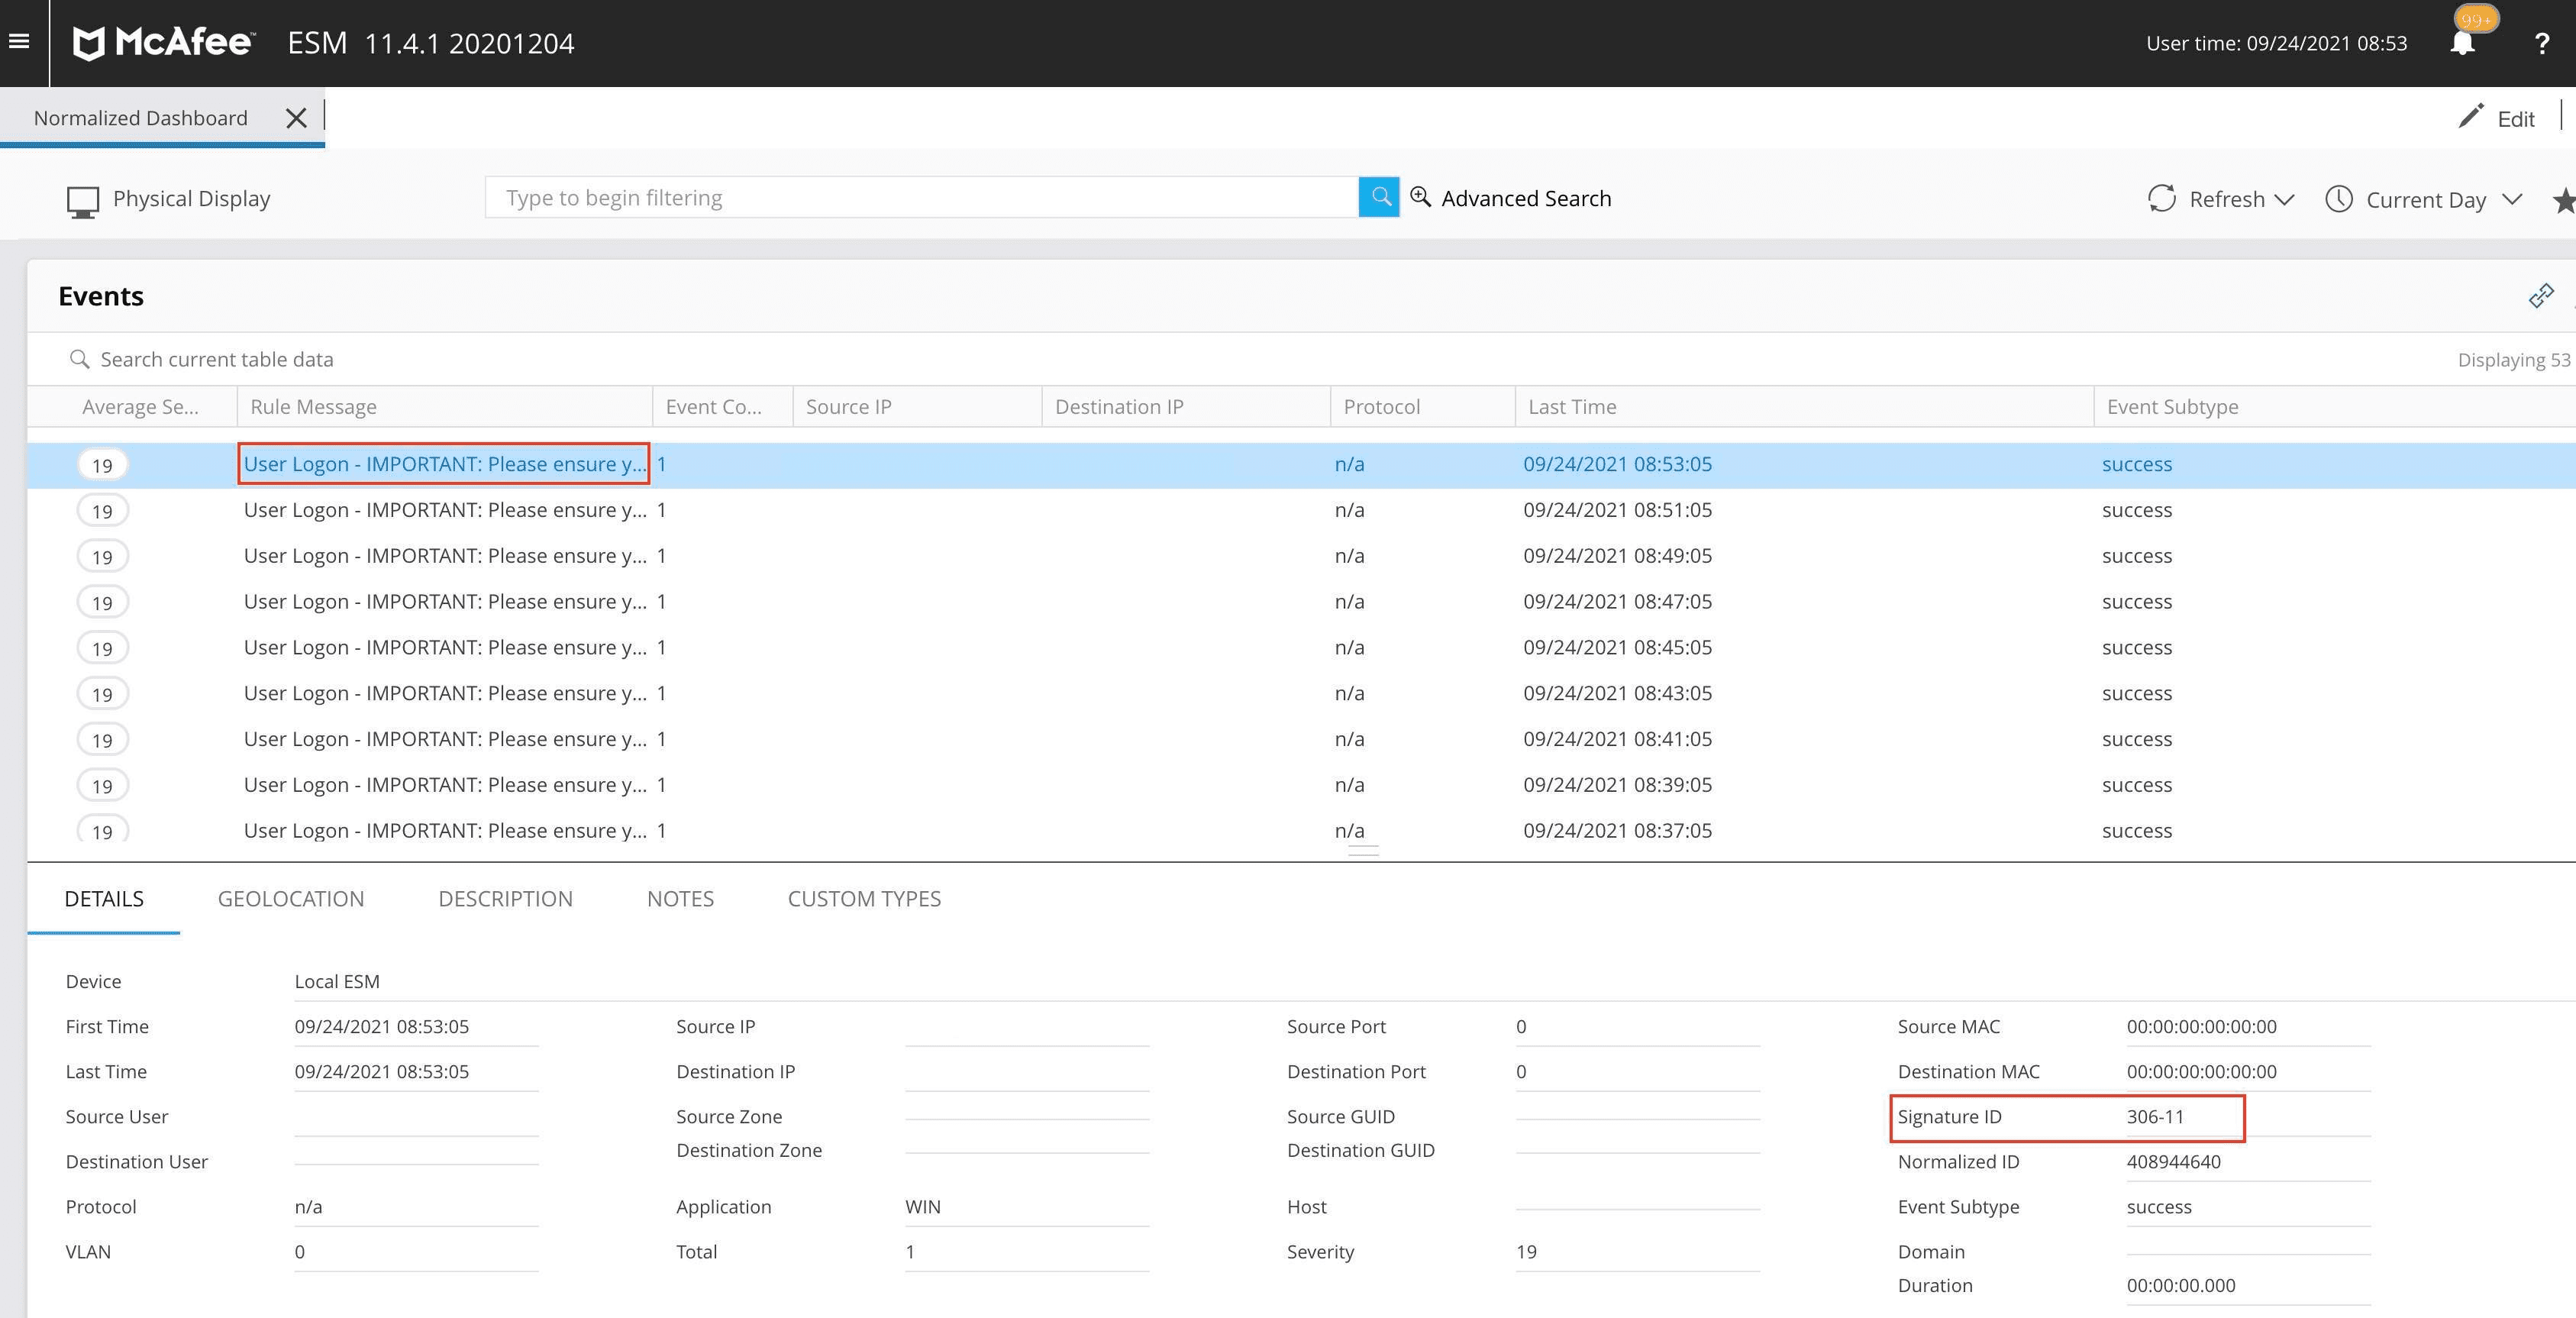 McAfee™ ESM 11.4.1 20201204 User time: 09/24/2021 08:53 99+ ?
Normalized Dashboard Edit
Physical Display Type to begin filtering Advanced Search Refresh Current Day
Events
Search current table data Displaying 53
Average Se... Rule Message Event Co... Source IP Destination IP Protocol Last Time Event Subtype
19 User Logon - IMPORTANT: Please ensure y... 1 n/a 09/24/2021 08:53:05 success
19 User Logon - IMPORTANT: Please ensure y... 1 n/a 09/24/2021 08:51:05 success
19 User Logon - IMPORTANT: Please ensure y... 1 n/a 09/24/2021 08:49:05 success
19 User Logon - IMPORTANT: Please ensure y... 1 n/a 09/24/2021 08:47:05 success
19 User Logon - IMPORTANT: Please ensure y... 1 n/a 09/24/2021 08:45:05 success
19 User Logon - IMPORTANT: Please ensure y... 1 n/a 09/24/2021 08:43:05 success
19 User Logon - IMPORTANT: Please ensure y... 1 n/a 09/24/2021 08:41:05 success
19 User Logon - IMPORTANT: Please ensure y... 1 n/a 09/24/2021 08:39:05 success
19 User Logon - IMPORTANT: Please ensure y... 1 n/a 09/24/2021 08:37:05 success
DETAILS GEOLOCATION DESCRIPTION NOTES CUSTOM TYPES
Device Local ESM
First Time 09/24/2021 08:53:05 Source IP Source Port 0 Source MAC 00:00:00:00:00:00
Last Time 09/24/2021 08:53:05 Destination IP Destination Port 0 Destination MAC 00:00:00:00:00:00
Source User Source Zone Source GUID Signature ID 306-11
Destination User Destination Zone Destination GUID Normalized ID 408944640
Protocol n/a Application WIN Host Event Subtype success
VLAN 0 Total 1 Severity 19 Domain
Duration 00:00:00.000